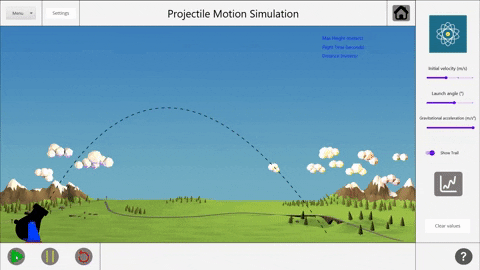 Menu
Settings
Projectile Motion Simulation
Max Height (meters)
Flight Time (seconds)
Distance (meters)
Initial velocity (m/s)
Launch angle (°)
Gravitational acceleration (m/s²)
Show Trail
Clear values
?